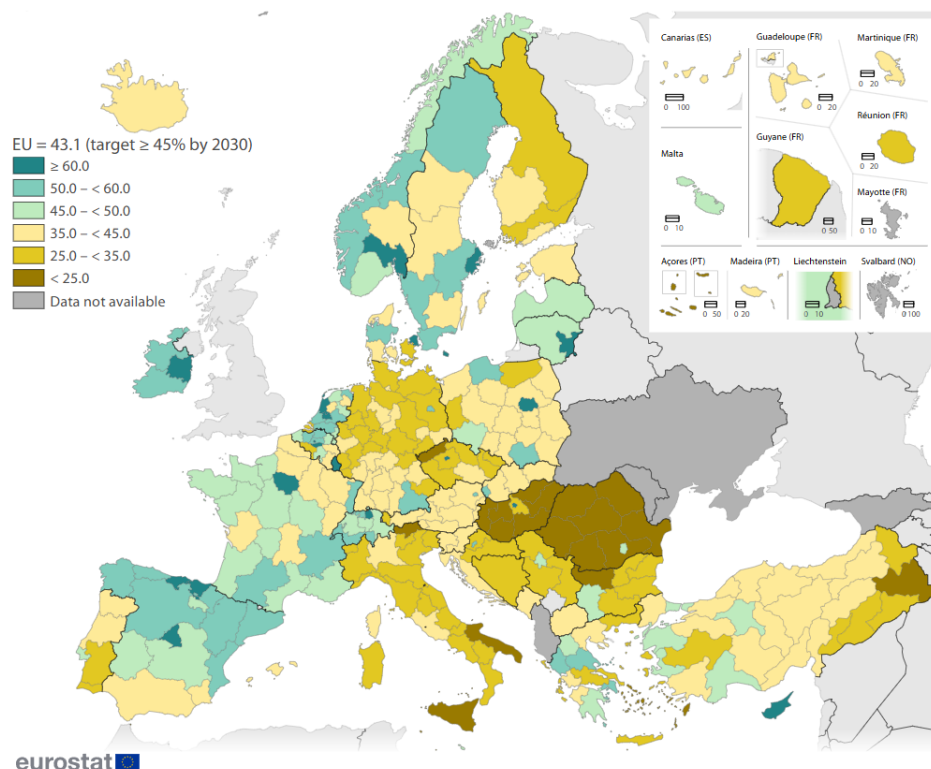 EU = 43.1 (target ≥ 45% by 2030)
≥ 60.0
50.0 – < 60.0
45.0 – < 50.0
35.0 – < 45.0
25.0 – < 35.0
< 25.0
Data not available
Canarias (ES)
0 100
Guadeloupe (FR)
0 20
Martinique (FR)
0 20
Malta
0 10
Guyane (FR)
0 50
Réunion (FR)
0 20
Mayotte (FR)
0 10
Açores (PT)
0 50
Madeira (PT)
0 20
Liechtenstein
0 10
Svalbard (NO)
0 100
eurostat